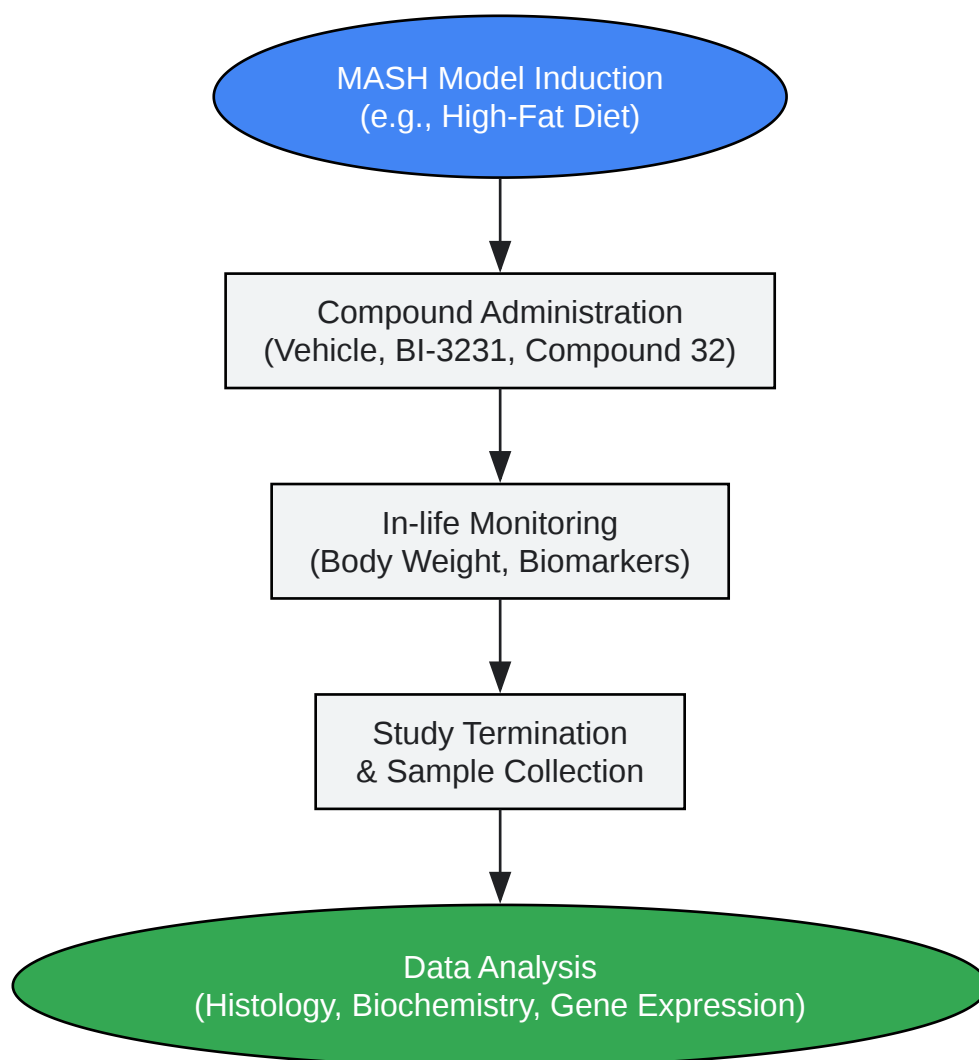 MASH Model Induction
(e.g., High-Fat Diet)
Compound Administration
(Vehicle, BI-3231, Compound 32)
In-life Monitoring
(Body Weight, Biomarkers)
Study Termination
& Sample Collection
Data Analysis
(Histology, Biochemistry, Gene Expression)